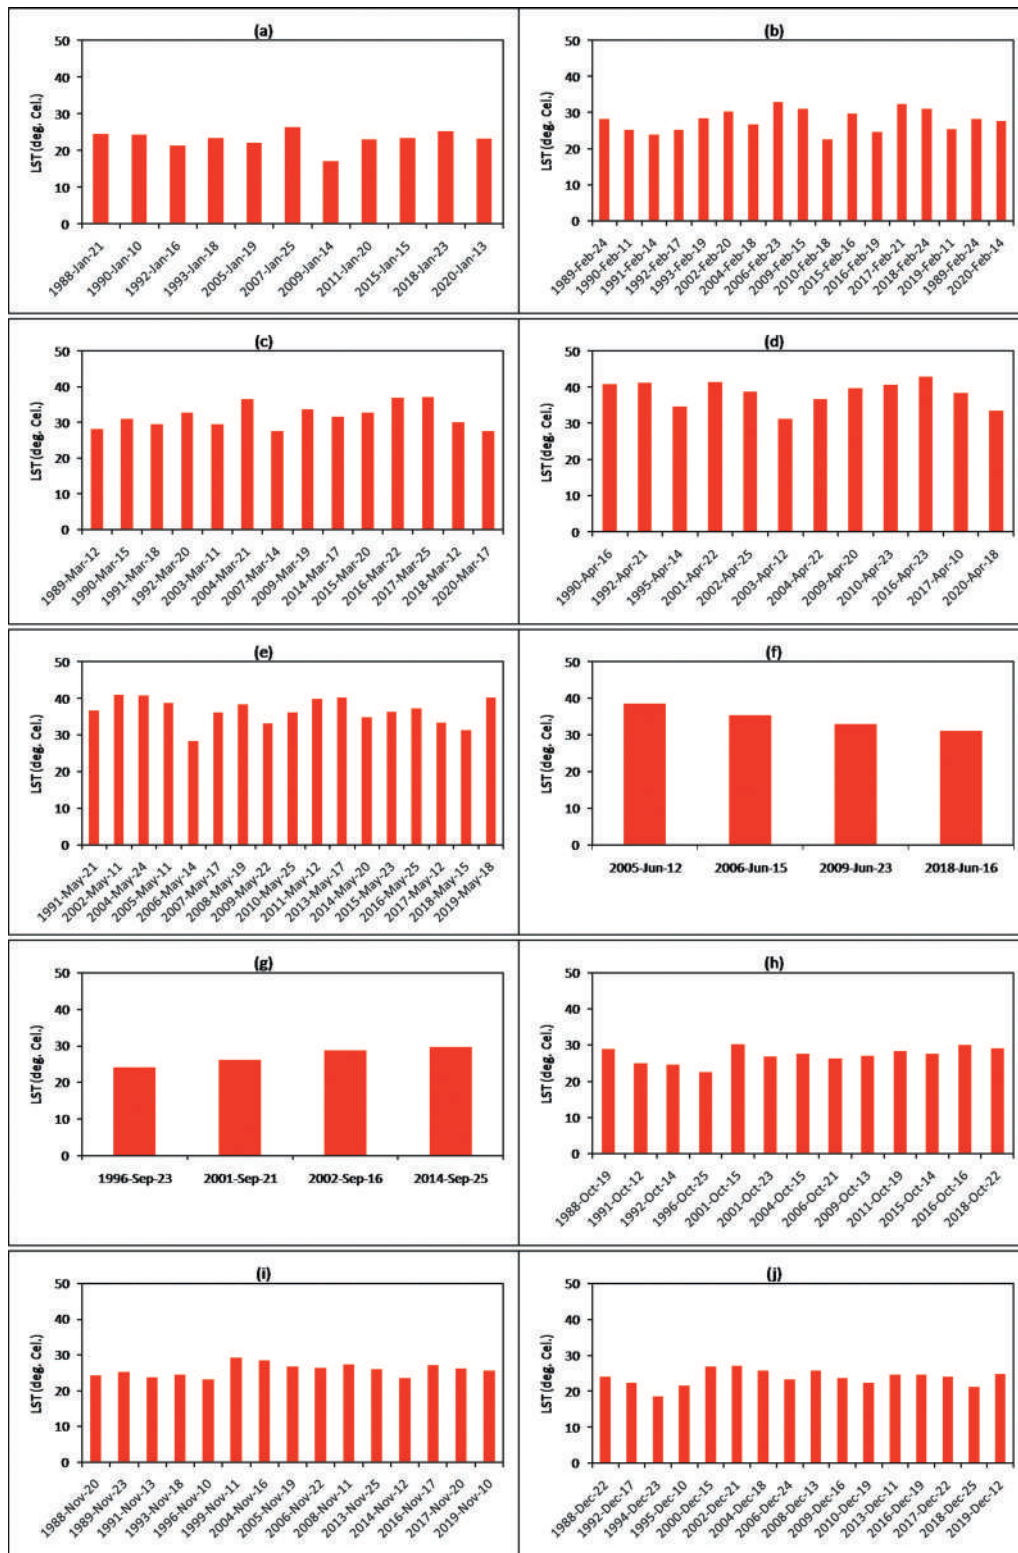 (a)
LST (deg. Cel.)
50
40
30
20
10
0
1988-Jan-21
1990-Jan-10
1992-Jan-16
1993-Jan-18
2005-Jan-19
2007-Jan-25
2009-Jan-14
2011-Jan-20
2015-Jan-15
2018-Jan-23
2020-Jan-13
(b)
LST (deg. Cel.)
50
40
30
20
10
0
1989-Feb-24
1990-Feb-11
1991-Feb-14
1992-Feb-17
1993-Feb-19
2002-Feb-20
2004-Feb-18
2006-Feb-23
2009-Feb-15
2010-Feb-18
2015-Feb-16
2016-Feb-19
2017-Feb-21
2018-Feb-24
2019-Feb-11
1989-Feb-24
2020-Feb-14
(c)
LST (deg. Cel.)
50
40
30
20
10
0
1989-Mar-12
1990-Mar-15
1991-Mar-18
1992-Mar-20
2003-Mar-11
2004-Mar-21
2007-Mar-14
2009-Mar-19
2014-Mar-17
2015-Mar-20
2016-Mar-22
2017-Mar-25
2018-Mar-12
2020-Mar-17
(d)
LST (deg. Cel.)
50
40
30
20
10
0
1990-Apr-16
1992-Apr-21
1995-Apr-14
2001-Apr-22
2002-Apr-25
2003-Apr-12
2004-Apr-22
2009-Apr-20
2010-Apr-23
2016-Apr-23
2017-Apr-10
2020-Apr-18
(e)
LST (deg. Cel.)
50
40
30
20
10
0
1991-May-21
2002-May-11
2004-May-24
2005-May-11
2006-May-14
2007-May-17
2008-May-19
2009-May-22
2010-May-25
2011-May-12
2013-May-17
2014-May-20
2015-May-23
2016-May-25
2017-May-12
2018-May-15
2019-May-18
(f)
LST (deg. Cel.)
50
40
30
20
10
0
2005-Jun-12
2006-Jun-15
2009-Jun-23
2018-Jun-16
(g)
LST (deg. Cel.)
50
40
30
20
10
0
1996-Sep-23
2001-Sep-21
2002-Sep-16
2014-Sep-25
(h)
LST (deg. Cel.)
50
40
30
20
10
0
1988-Oct-19
1991-Oct-12
1992-Oct-14
1996-Oct-25
2001-Oct-15
2001-Oct-23
2004-Oct-15
2006-Oct-21
2009-Oct-13
2011-Oct-19
2015-Oct-14
2016-Oct-16
2018-Oct-22
(i)
LST (deg. Cel.)
50
40
30
20
10
0
1988-Nov-20
1989-Nov-23
1991-Nov-13
1993-Nov-18
1996-Nov-10
1999-Nov-11
2004-Nov-16
2005-Nov-19
2006-Nov-22
2008-Nov-11
2013-Nov-25
2014-Nov-12
2016-Nov-17
2017-Nov-20
2019-Nov-10
(j)
LST (deg. Cel.)
50
40
30
20
10
0
1988-Dec-22
1992-Dec-17
1994-Dec-23
1995-Dec-10
2000-Dec-15
2002-Dec-21
2004-Dec-18
2006-Dec-24
2008-Dec-13
2009-Dec-16
2010-Dec-19
2013-Dec-11
2016-Dec-19
2017-Dec-22
2018-Dec-25
2019-Dec-12